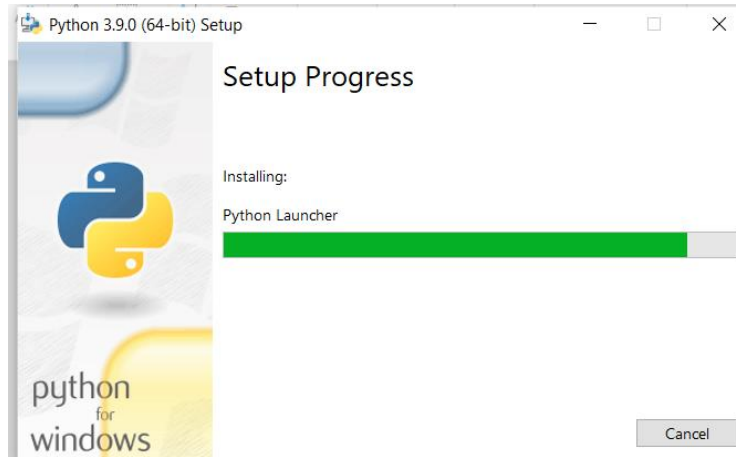 Python 3.9.0 (64-bit) Setup
Setup Progress
Installing:
Python Launcher
python
for
windows
Cancel